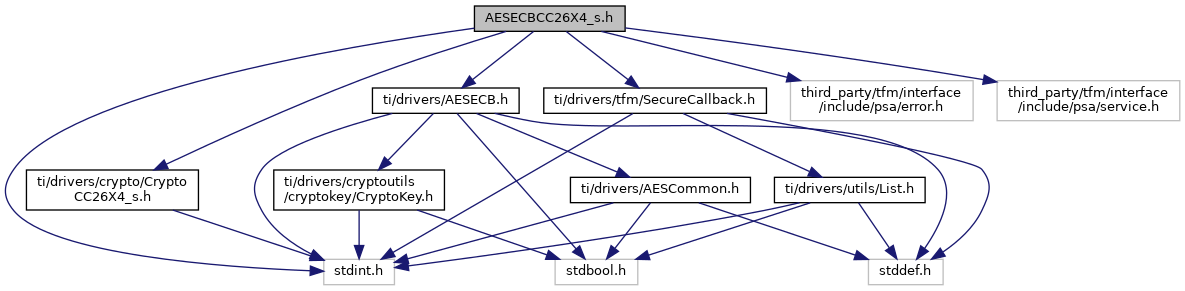 AESECBCC26X4_s.h
ti/drivers/AESECB.h
ti/drivers/tfm/SecureCallback.h
third_party/tfm/interface
/include/psa/error.h
third_party/tfm/interface
/include/psa/service.h
ti/drivers/crypto/Crypto
CC26X4_s.h
ti/drivers/cryptoutils
/cryptokey/CryptoKey.h
ti/drivers/AESCommon.h
ti/drivers/utils/List.h
stdint.h
stdbool.h
stddef.h